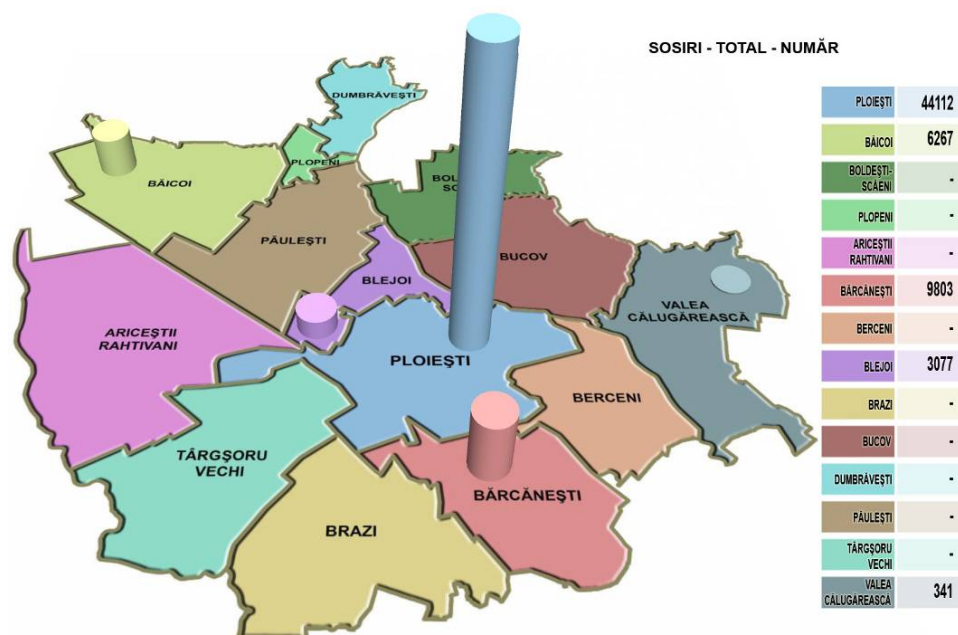 SOSIRI - TOTAL - NUMĂR
DUMBRĂVEŞTI
PLOPENI
BĂICOI
BOLD
SC
PĂULEŞTI
BUCOV
BLEJOI
VALEA
CĂLUGĂREASCĂ
ARICEŞTII
RAHTIVANI
PLOIEŞTI
BERCENI
TÂRGŞORU
VECHI
BĂRCĂNEŞTI
BRAZI
PLOIEŞTI 44112
BĂICOI 6267
BOLDEŞTI-
SCĂENI -
PLOPENI -
ARICEŞTII
RAHTIVANI -
BĂRCĂNEŞTI 9803
BERCENI -
BLEJOI 3077
BRAZI -
BUCOV -
DUMBRĂVEŞTI -
PĂULEŞTI -
TÂRGŞORU
VECHI -
VALEA
CĂLUGĂREASCĂ 341